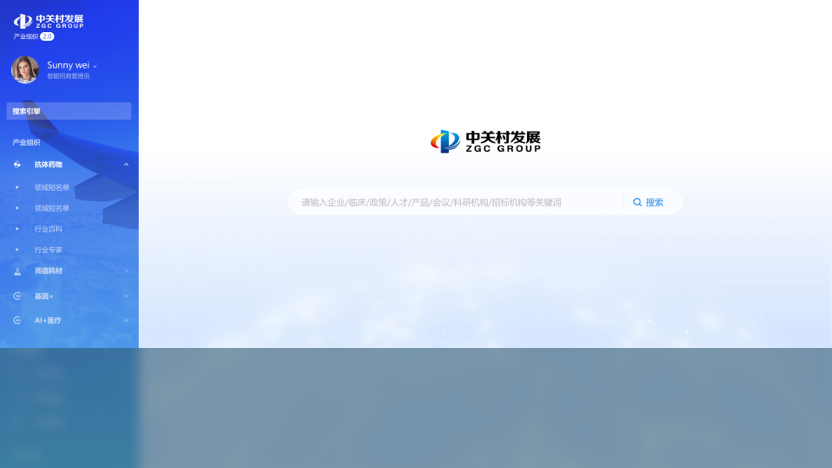 中关村发展
ZGC GROUP
产业组织 2.0
Sunny wei
智能招商管理员
搜索引擎
产业组织
抗体药物
领域短名单
领域短名单
行业百科
行业专家
高值耗材
基因+
AI+医疗
中关村发展
ZGC GROUP
请输入企业/临床/政策/人才/产品/会议/科研机构/招标机构等关键词
搜索